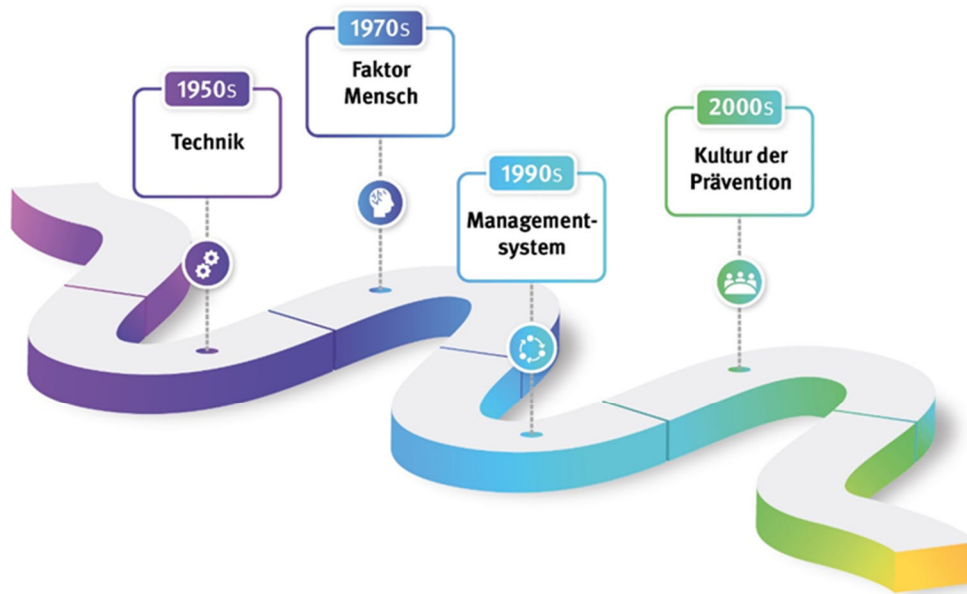 1950S
Technik
1970S
Faktor
Mensch
1990S
Management-
system
2000S
Kultur der
Prävention